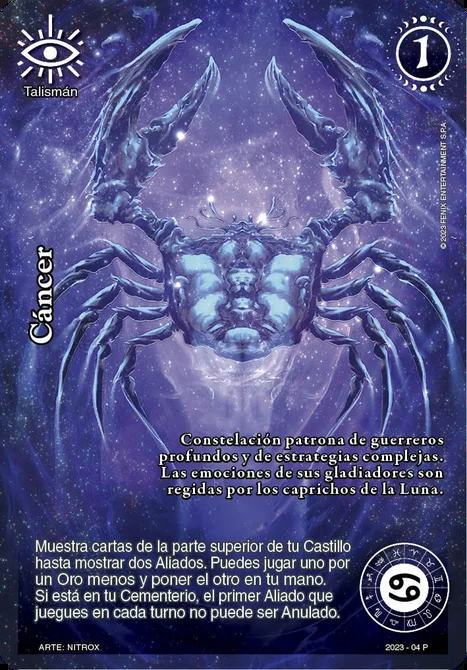 Talismán
1
© 2023 FENIX ENTERTAINMENT S.P.A.
Cáncer
Constelación patrona de guerreros
profundos y de estrategias complejas.
Las emociones de sus gladiadores son
regidas por los caprichos de la Luna.
Muestra cartas de la parte superior de tu Castillo
hasta mostrar dos Aliados. Puedes jugar uno por
un Oro menos y poner el otro en tu mano.
Si está en tu Cementerio, el primer Aliado que
juegues en cada turno no puede ser Anulado.
ARTE: NITROX
2023 - 04 P